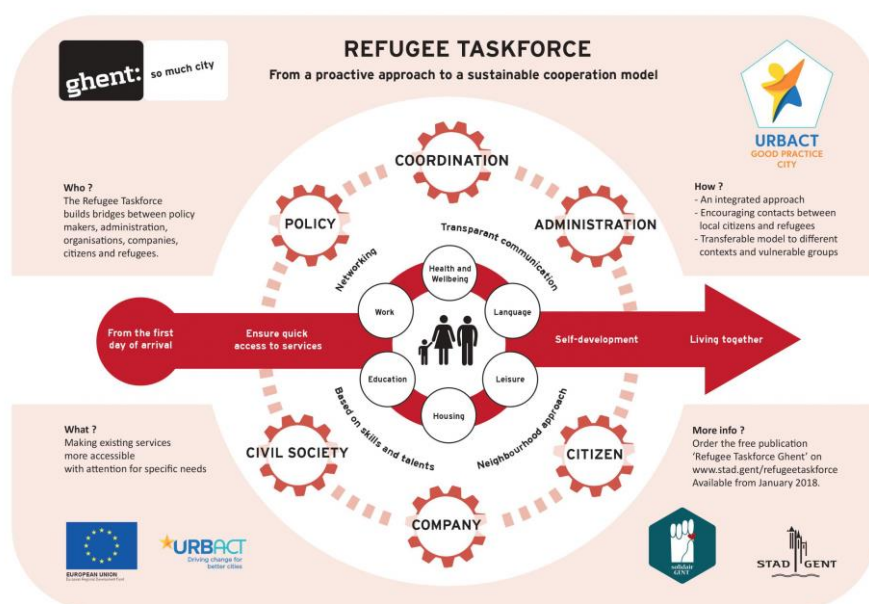 ghent: so much city
REFUGEE TASKFORCE
From a proactive approach to a sustainable cooperation model
URBACT
GOOD PRACTICE
CITY
Who ?
The Refugee Taskforce
builds bridges between policy
makers, administration,
organisations, companies,
citizens and refugees.
How ?
- An integrated approach
- Encouraging contacts between
local citizens and refugees
- Transferable model to different
contexts and vulnerable groups
COORDINATION
POLICY
ADMINISTRATION
Networking
Transparant communication
Health and
Wellbeing
Work
Language
From the first
day of arrival
Ensure quick
access to services
Self-development
Living together
Education
Leisure
Housing
Based on skills and talents
Neighbourhood approach
CIVIL SOCIETY
CITIZEN
COMPANY
What ?
Making existing services
more accessible
with attention for specific needs
More info ?
Order the free publication
‘Refugee Taskforce Ghent’ on
www.stad.gent/refugeetaskforce
Available from January 2018.
EUROPEAN UNION
European Regional Development Fund
URBACT
Driving change for
better cities
solidair
GENT
STAD GENT